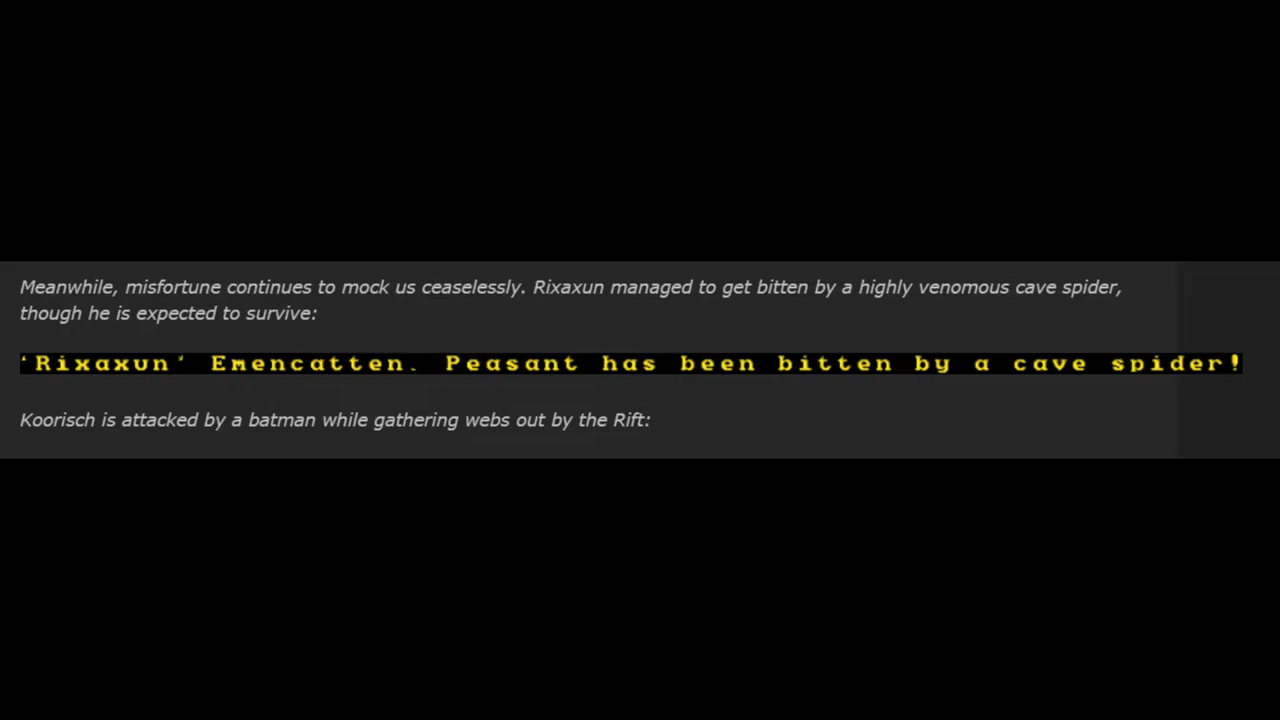 Meanwhile, misfortune continues to mock us ceaselessly. Rixaxun managed to get bitten by a highly venomous cave spider,
though he is expected to survive:
‘Rixaxun’ Emencatten, Peasant has been bitten by a cave spider!
Koorisch is attacked by a batman while gathering webs out by the Rift: